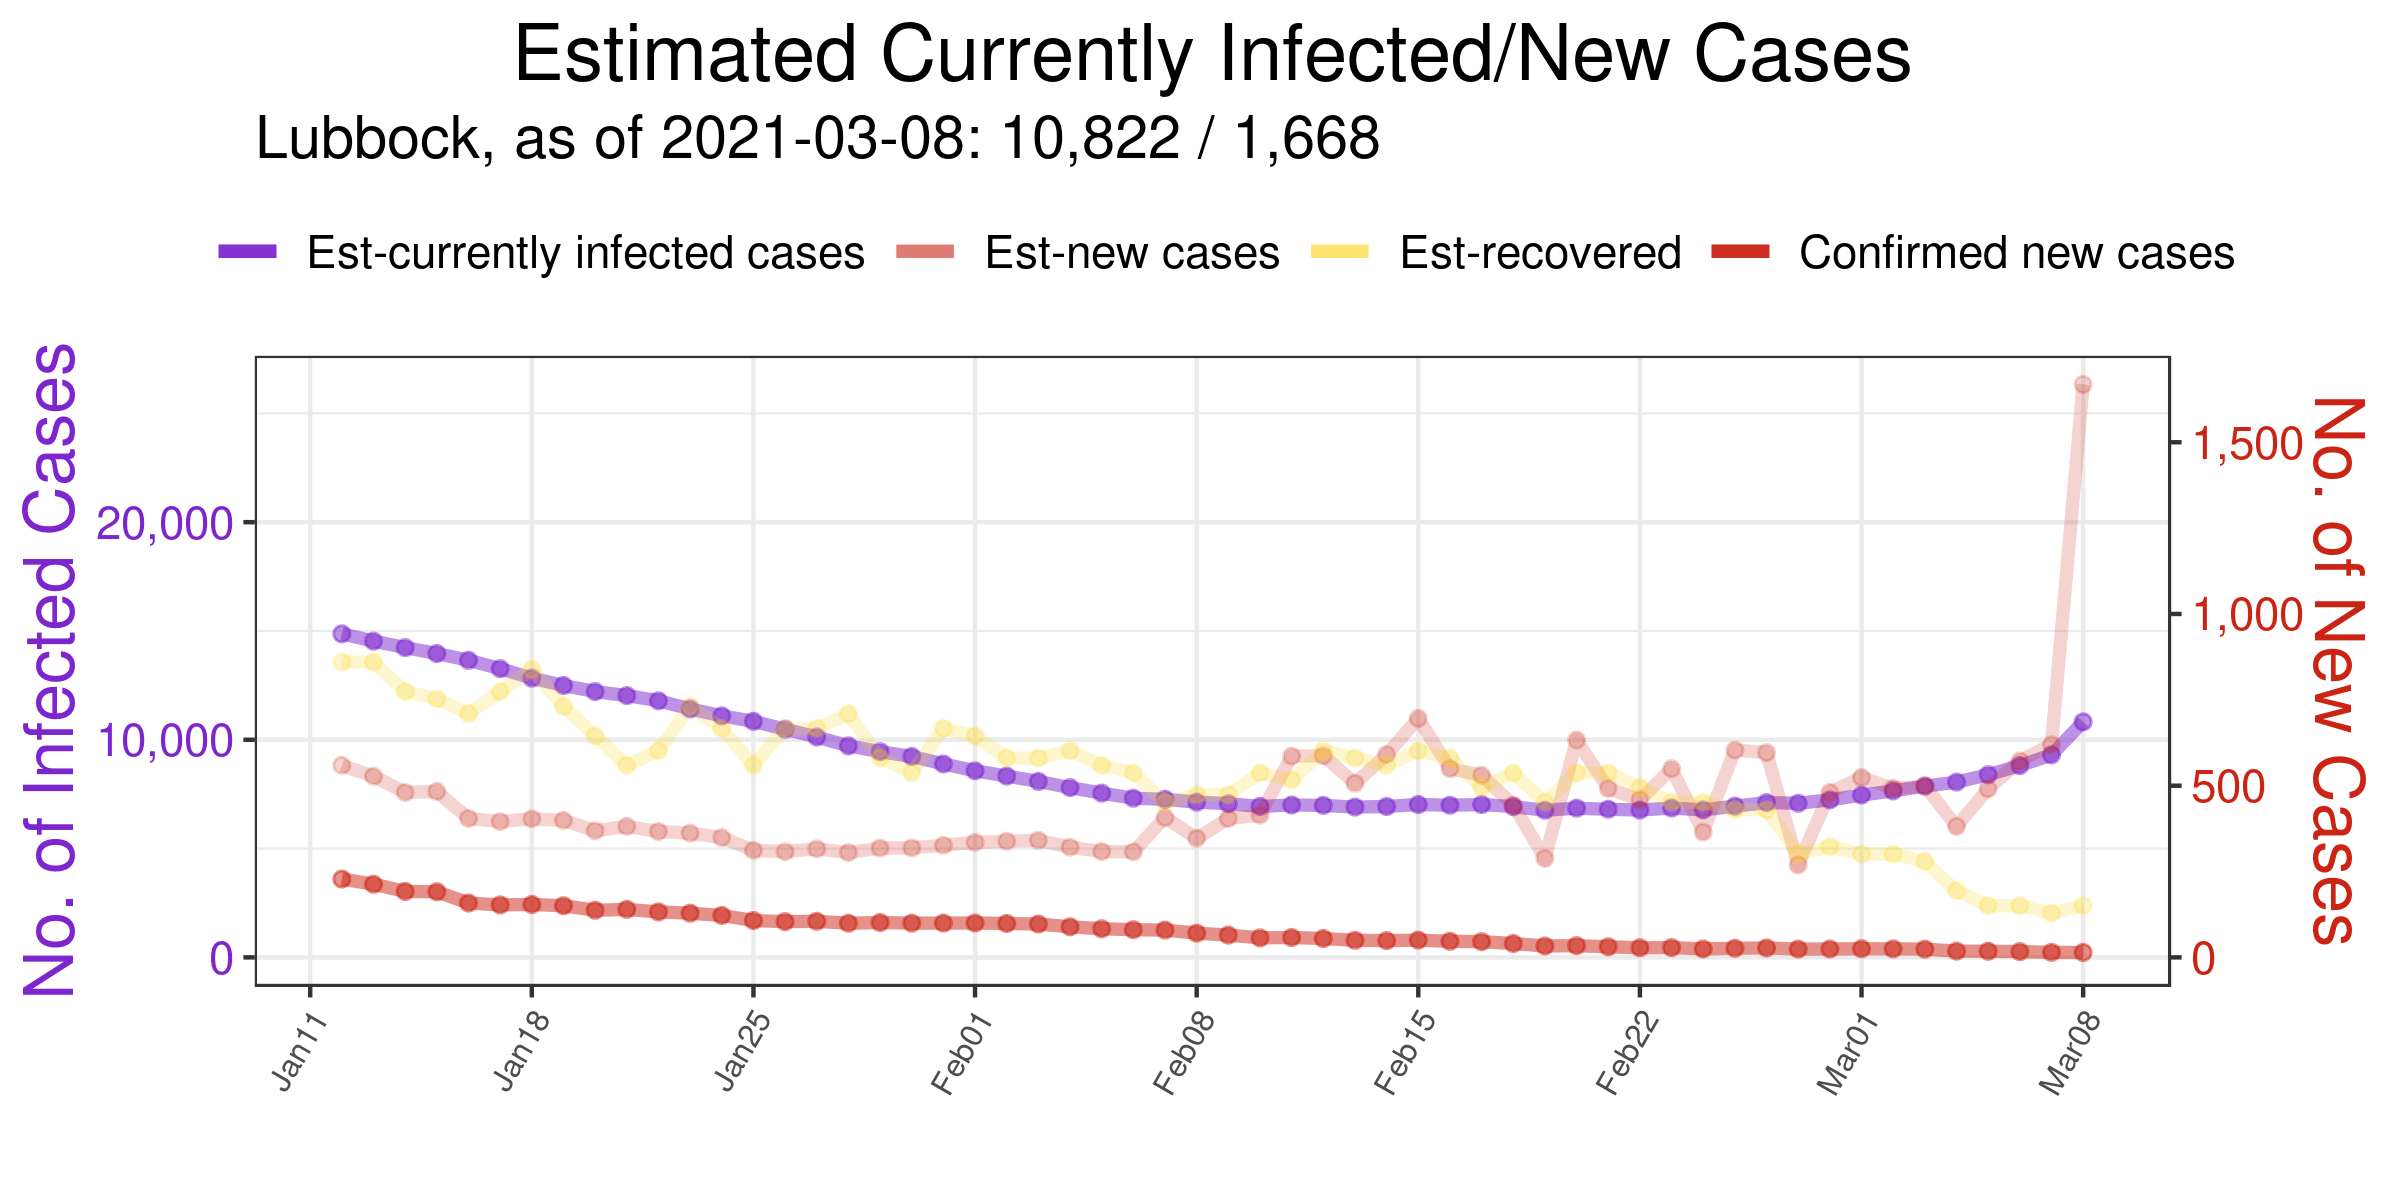 Estimated Currently Infected/New Cases
Lubbock, as of 2021-03-08: 10,822 / 1,668
Est-currently infected cases Est-new cases Est-recovered Confirmed new cases
No. of Infected Cases
20,000
10,000
0
1,500
1,000
500
0
No. of New Cases
Jan11 Jan18 Jan25 Feb01 Feb08 Feb15 Feb22 Mar01 Mar08